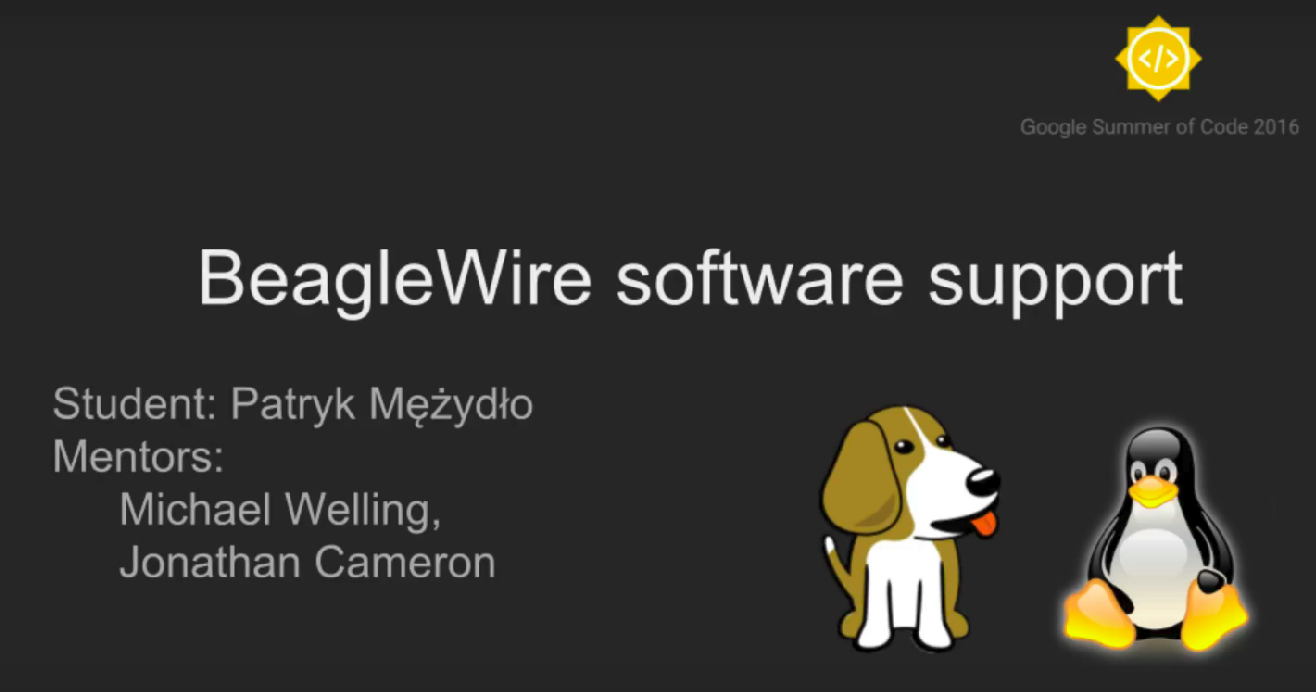 </>
Google Summer of Code 2016
BeagleWire software support
Student: Patryk Mężydło
Mentors:
Michael Welling,
Jonathan Cameron